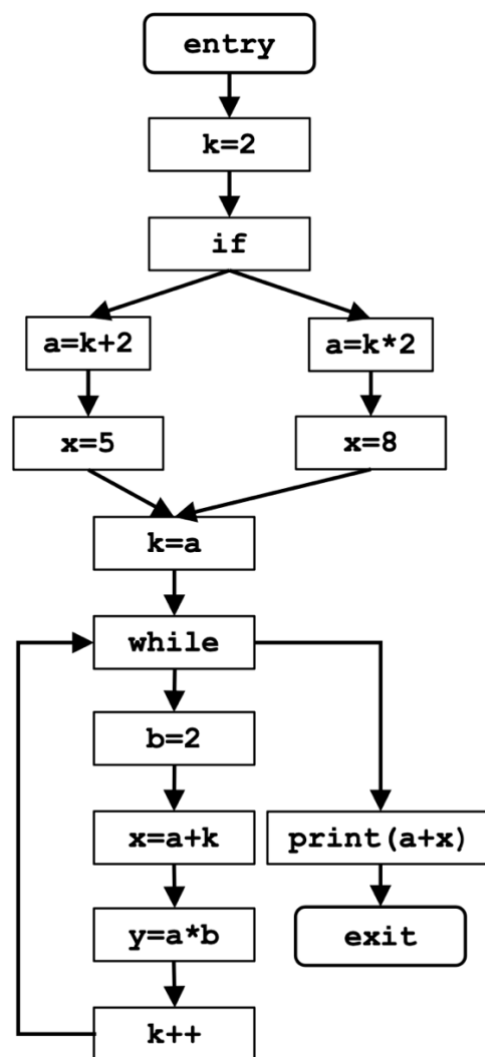 entry
k=2
if
a=k+2
a=k*2
x=5
x=8
k=a
while
b=2
x=a+k
print(a+x)
y=a*b
exit
k++